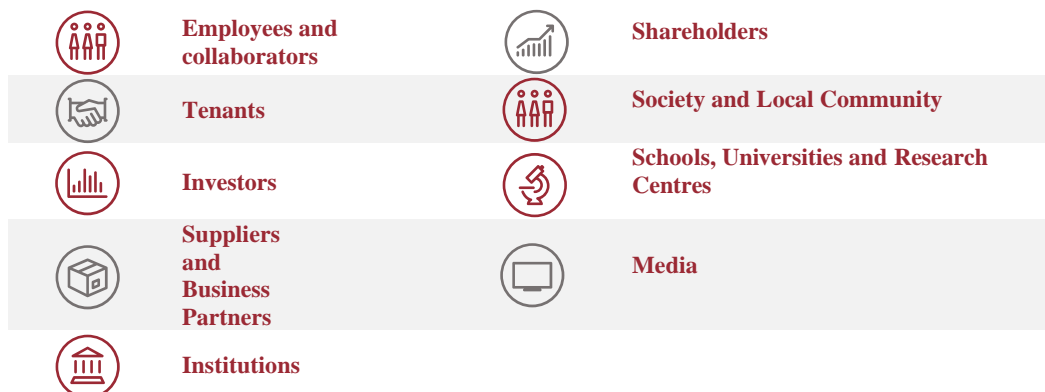 Employees and
collaborators
Shareholders
Tenants
Society and Local Community
Investors
Schools, Universities and Research
Centres
Suppliers
and
Business
Partners
Media
Institutions